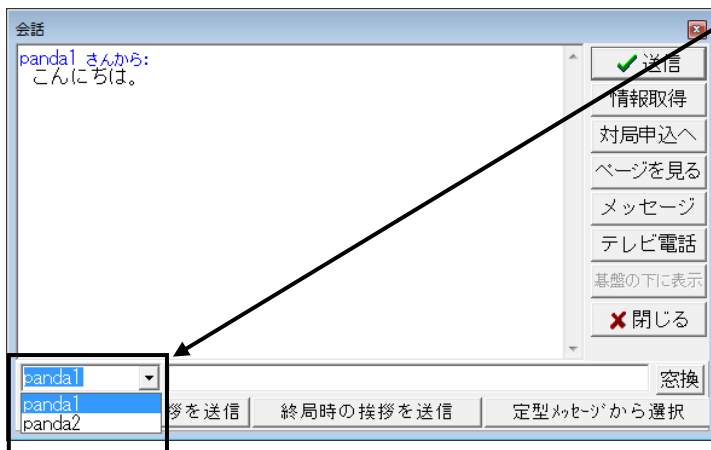 会話
panda1 さんから:
こんにちは。
送信
情報取得
対局申込へ
ページを見る
メッセージ
テレビ電話
碁盤の下に表示
閉じる
panda1
窓換
panda1
panda2
拶を送信
終局時の挨拶を送信
定型メッセージから選択